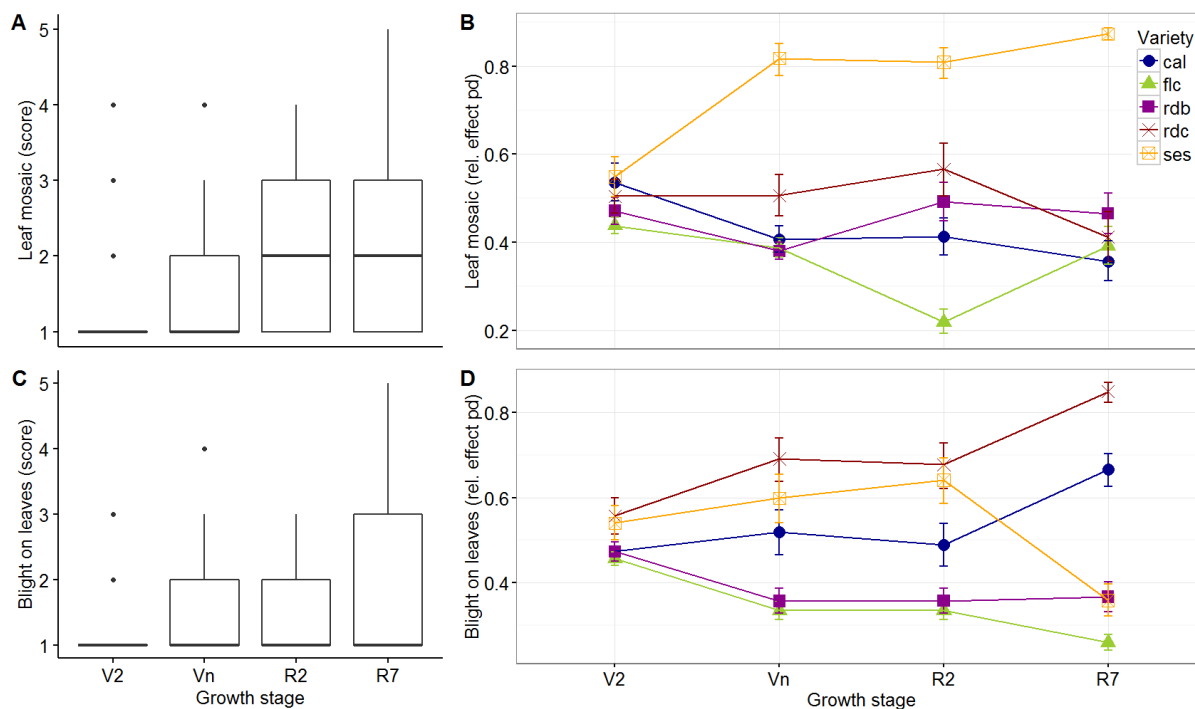 A
Leaf mosaic (score)
5
4
3
2
1
B
Leaf mosaic (rel. effect pd)
0.8
0.6
0.4
0.2
Variety
cal
flc
rdb
rdc
ses
C
Blight on leaves (score)
5
4
3
2
1
V2 Vn R2 R7
Growth stage
D
Blight on leaves (rel. effect pd)
0.8
0.6
0.4
V2 Vn R2 R7
Growth stage